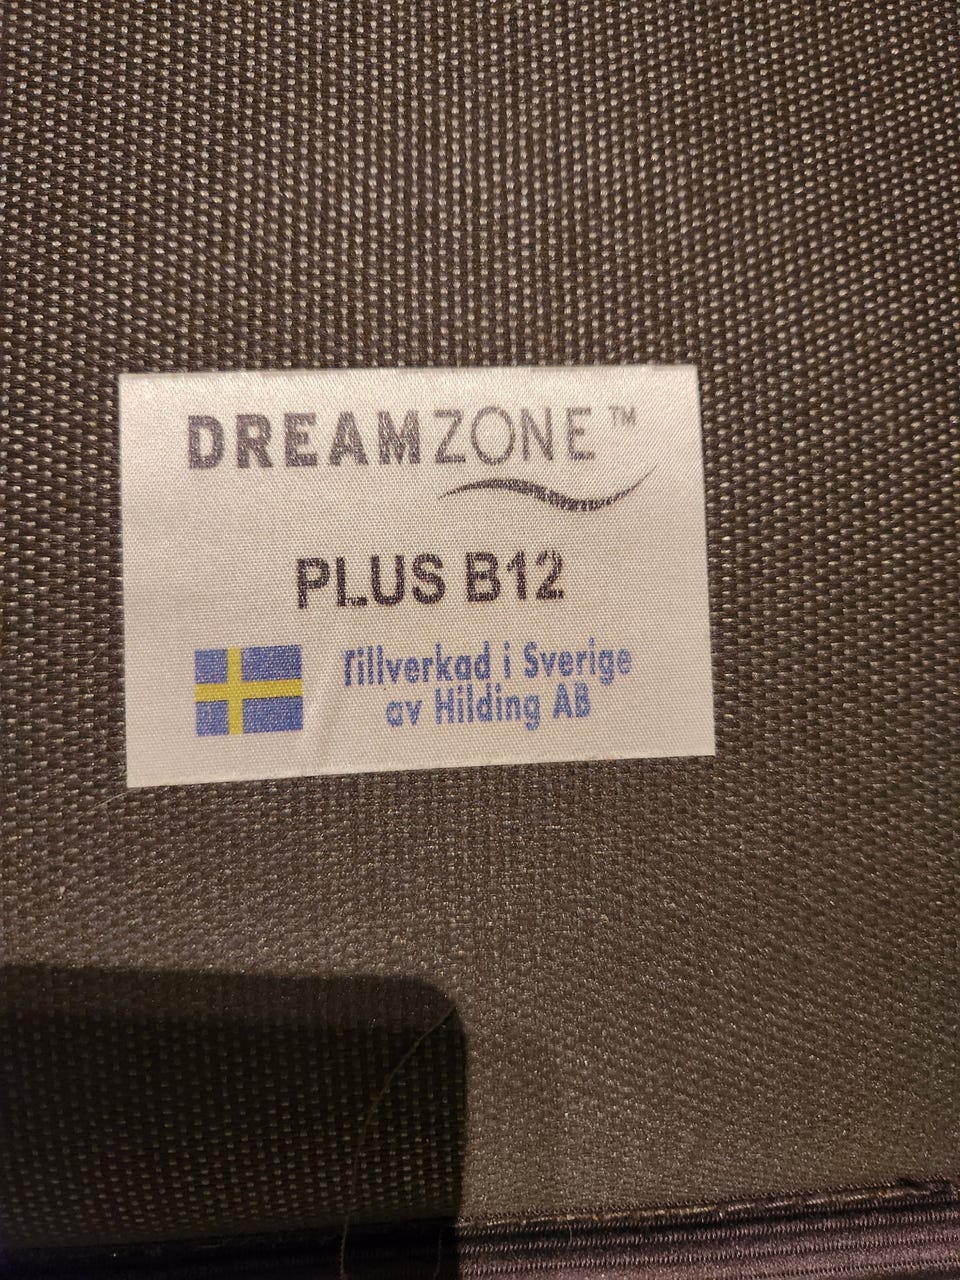 DREAMZONE™
PLUS B12
Tillverkad i Sverige
av Hilding AB